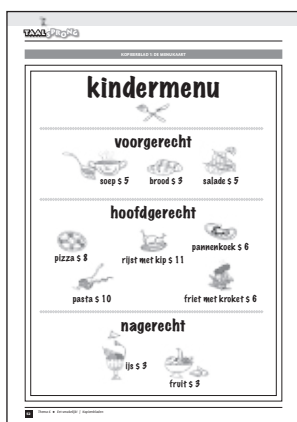 TAALSPRONG
KOPIEERBLAD 1: DE MENUKAART
kindermenu
voorgerecht
soep $ 5 brood $ 3 salade $ 5
hoofdgerecht
pizza $ 8 rijst met kip $ 11 pannenkoek $ 6
pasta $ 10 friet met kroket $ 6
nagerecht
ijs $ 3
fruit $ 3